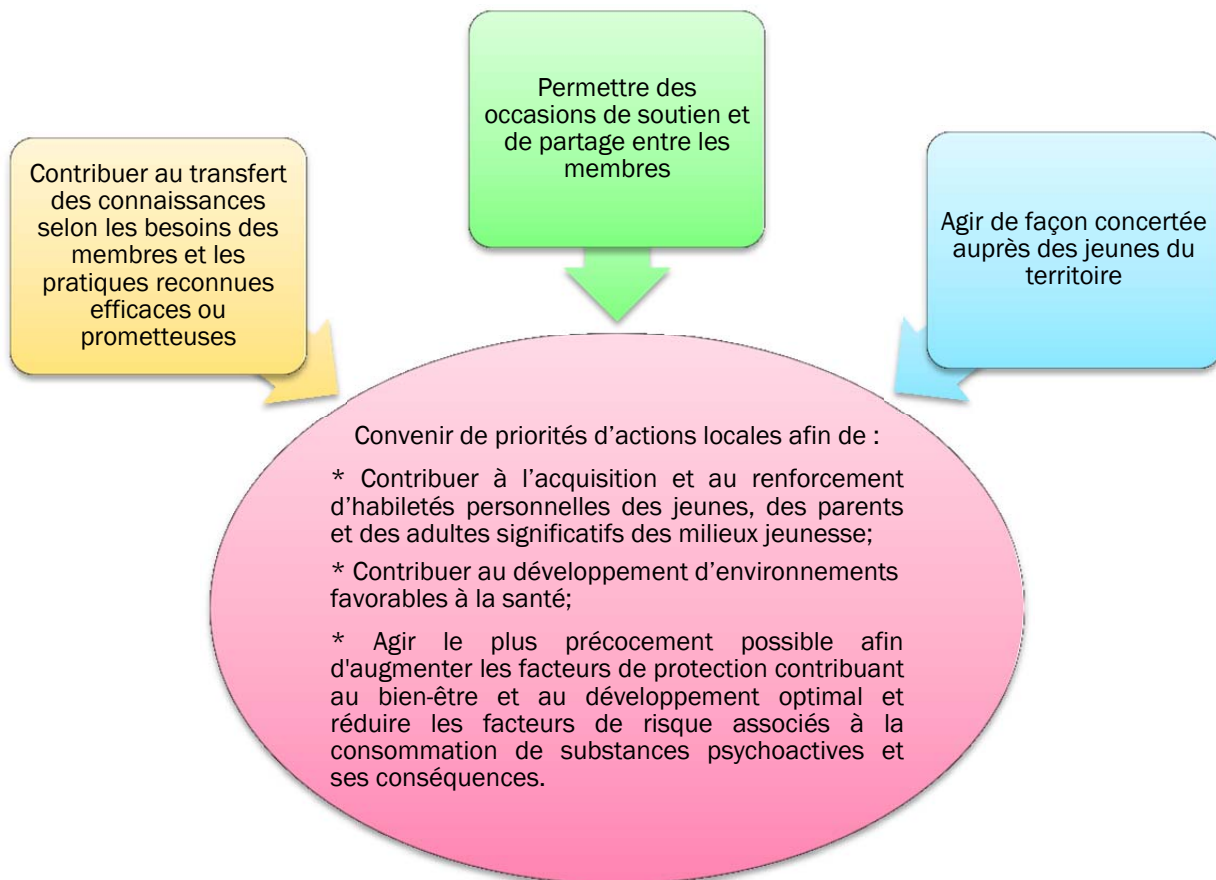 Permettre des
occasions de soutien et
de partage entre les
membres
Contribuer au transfert
des connaissances
selon les besoins des
membres et les
pratiques reconnues
efficaces ou
prometteuses
Agir de façon concertée
auprès des jeunes du
territoire
Convenir de priorités d’actions locales afin de :
* Contribuer à l’acquisition et au renforcement
d’habiletés personnelles des jeunes, des parents
et des adultes significatifs des milieux jeunesse;
* Contribuer au développement d’environnements
favorables à la santé;
* Agir le plus précocement possible afin
d'augmenter les facteurs de protection contribuant
au bien-être et au développement optimal et
réduire les facteurs de risque associés à la
consommation de substances psychoactives et
ses conséquences.